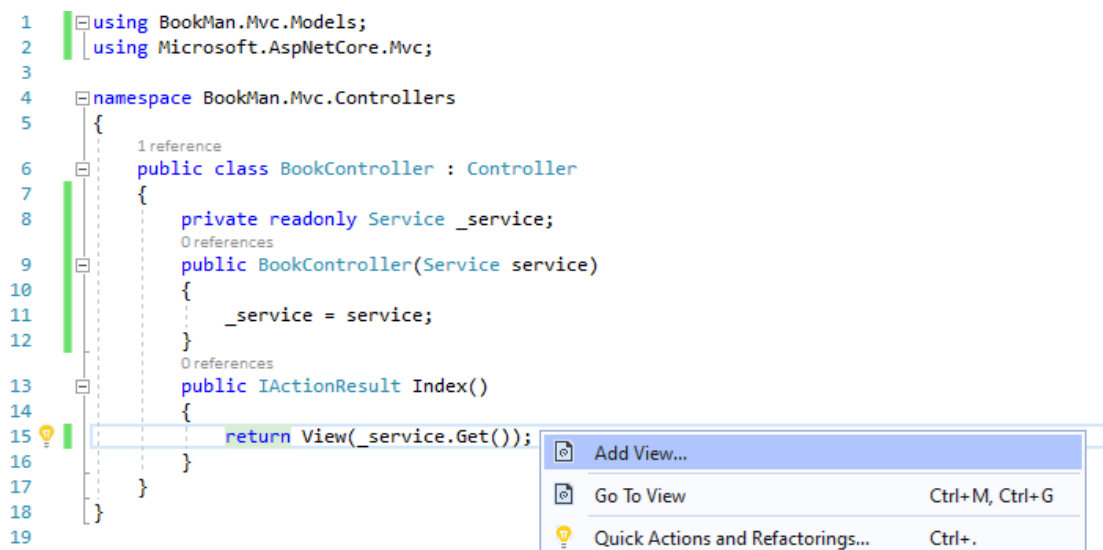 1 using BookMan.Mvc.Models;
2 using Microsoft.AspNetCore.Mvc;
3
4 namespace BookMan.Mvc.Controllers
5 {
1 reference
6 public class BookController : Controller
7 {
8 private readonly Service _service;
0 references
9 public BookController(Service service)
10 {
11 _service = service;
12 }
0 references
13 public IActionResult Index()
14 {
15 return View(_service.Get());
Add View...
16 }
17 }
Go To View Ctrl+M, Ctrl+G
18 }
19
Quick Actions and Refactorings... Ctrl+.